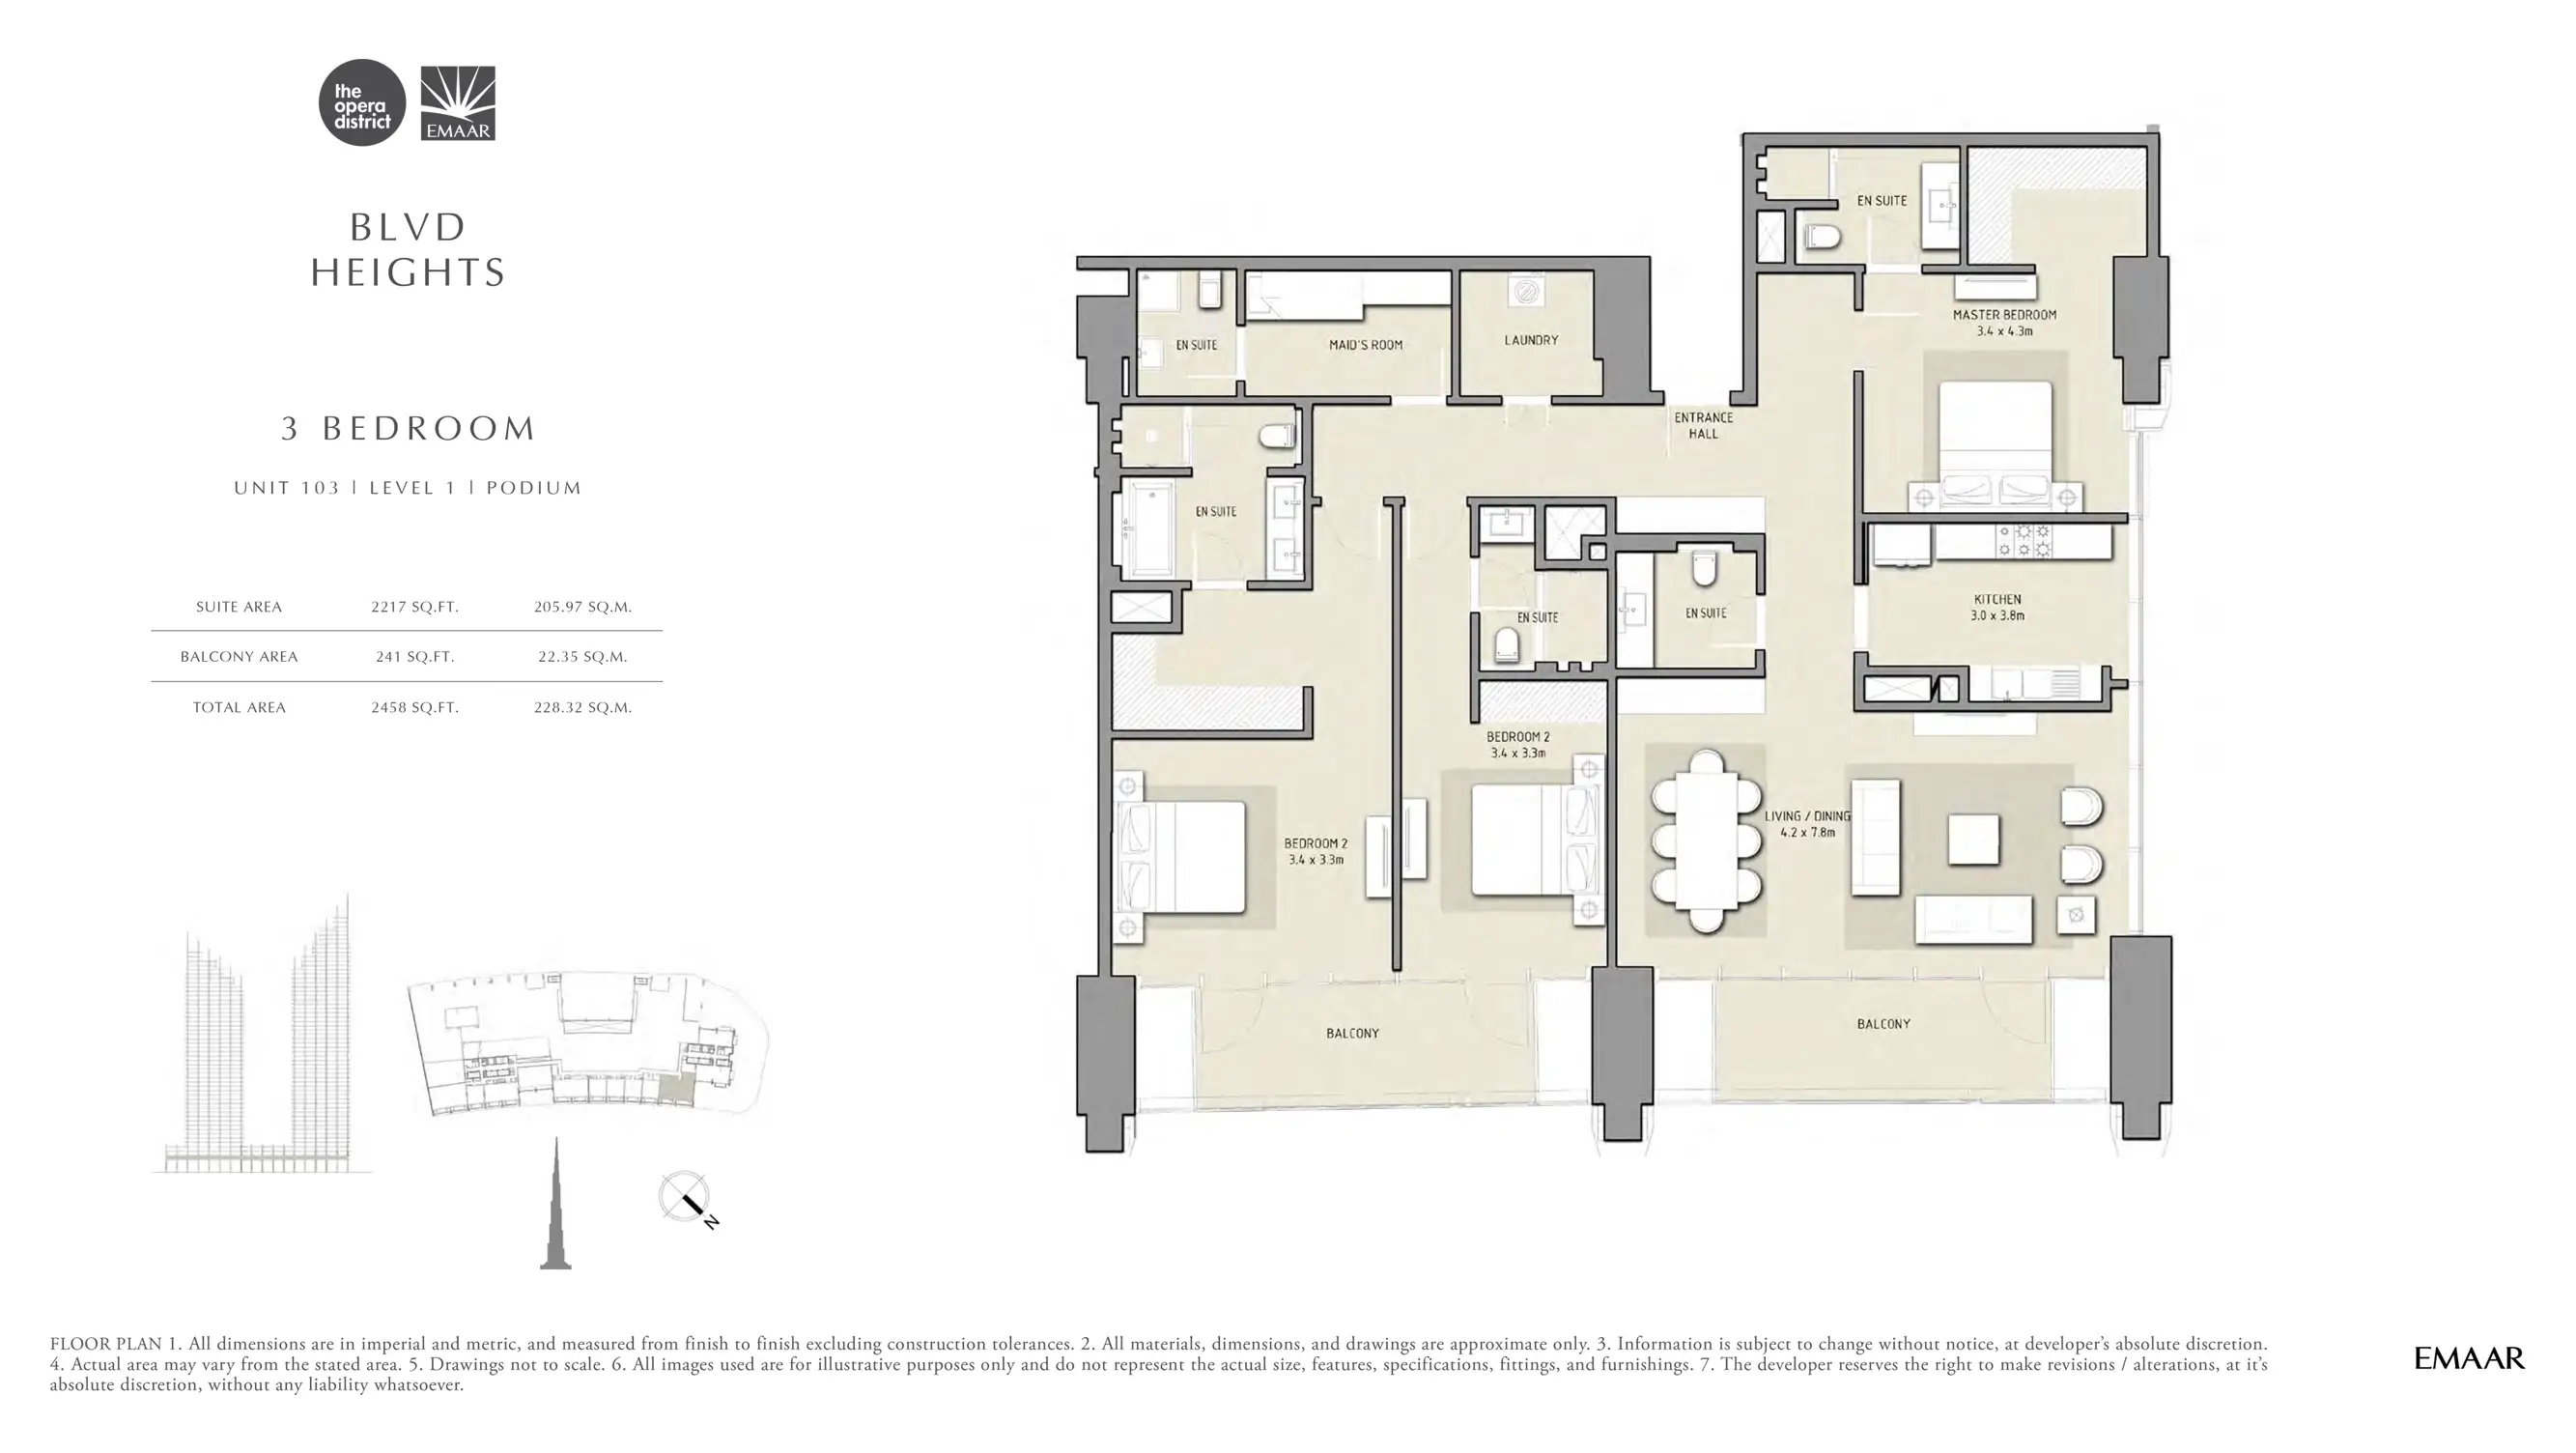 the
opera
district
EMAAR
BLVD
HEIGHTS
3 BEDROOM
UNIT 103 | LEVEL 1 | PODIUM
SUITE AREA 2217 SQ.FT. 205.97 SQ.M.
BALCONY AREA 241 SQ.FT. 22.35 SQ.M.
TOTAL AREA 2458 SQ.FT. 228.32 SQ.M.
N
EN SUITE
MASTER BEDROOM
3.4 x 4.3m
EN SUITE
MAID'S ROOM
LAUNDRY
ENTRANCE
HALL
EN SUITE
EN SUITE
EN SUITE
KITCHEN
3.0 x 3.8m
BEDROOM 2
3.4 x 3.3m
LIVING / DINING
4.2 x 7.8m
BEDROOM 2
3.4 x 3.3m
BALCONY
BALCONY
FLOOR PLAN 1. All dimensions are in imperial and metric, and measured from finish to finish excluding construction tolerances. 2. All materials, dimensions, and drawings are approximate only. 3. Information is subject to change without notice, at developer's absolute discretion.
4. Actual area may vary from the stated area. 5. Drawings not to scale. 6. All images used are for illustrative purposes only and do not represent the actual size, features, specifications, fittings, and furnishings. 7. The developer reserves the right to make revisions / alterations, at it's
absolute discretion, without any liability whatsoever.
EMAAR